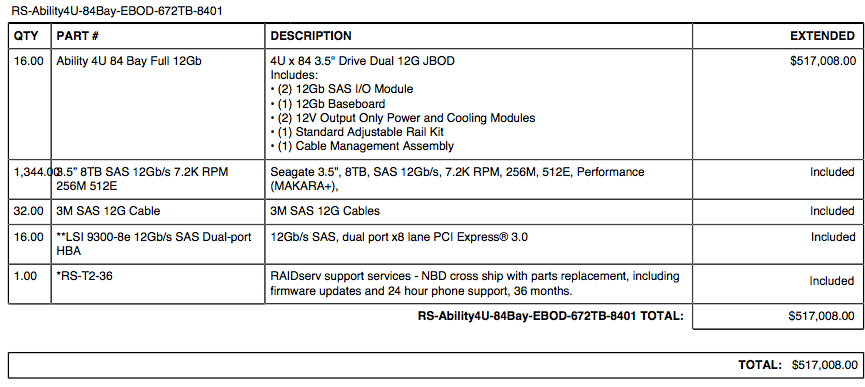 RS-Ability4U-84Bay-EBOD-672TB-8401
QTY PART # DESCRIPTION EXTENDED
16.00 Ability 4U 84 Bay Full 12Gb 4U x 84 3.5" Drive Dual 12G JBOD $517,008.00
Includes:
• (2) 12Gb SAS I/O Module
• (1) 12Gb Baseboard
• (2) 12V Output Only Power and Cooling Modules
• (1) Standard Adjustable Rail Kit
• (1) Cable Management Assembly
1,344.00 3.5” 8TB SAS 12Gb/s 7.2K RPM Seagate 3.5”, 8TB, SAS 12Gb/s, 7.2K RPM, 256M, 512E, Performance Included
256M 512E (MAKARA+),
32.00 3M SAS 12G Cable 3M SAS 12G Cables Included
16.00 **LSI 9300-8e 12Gb/s SAS Dual-port 12Gb/s SAS, dual port x8 lane PCI Express® 3.0 Included
HBA
1.00 *RS-T2-36 RAIDserv support services - NBD cross ship with parts replacement, including Included
firmware updates and 24 hour phone support, 36 months.
RS-Ability4U-84Bay-EBOD-672TB-8401 TOTAL: $517,008.00
TOTAL: $517,008.00